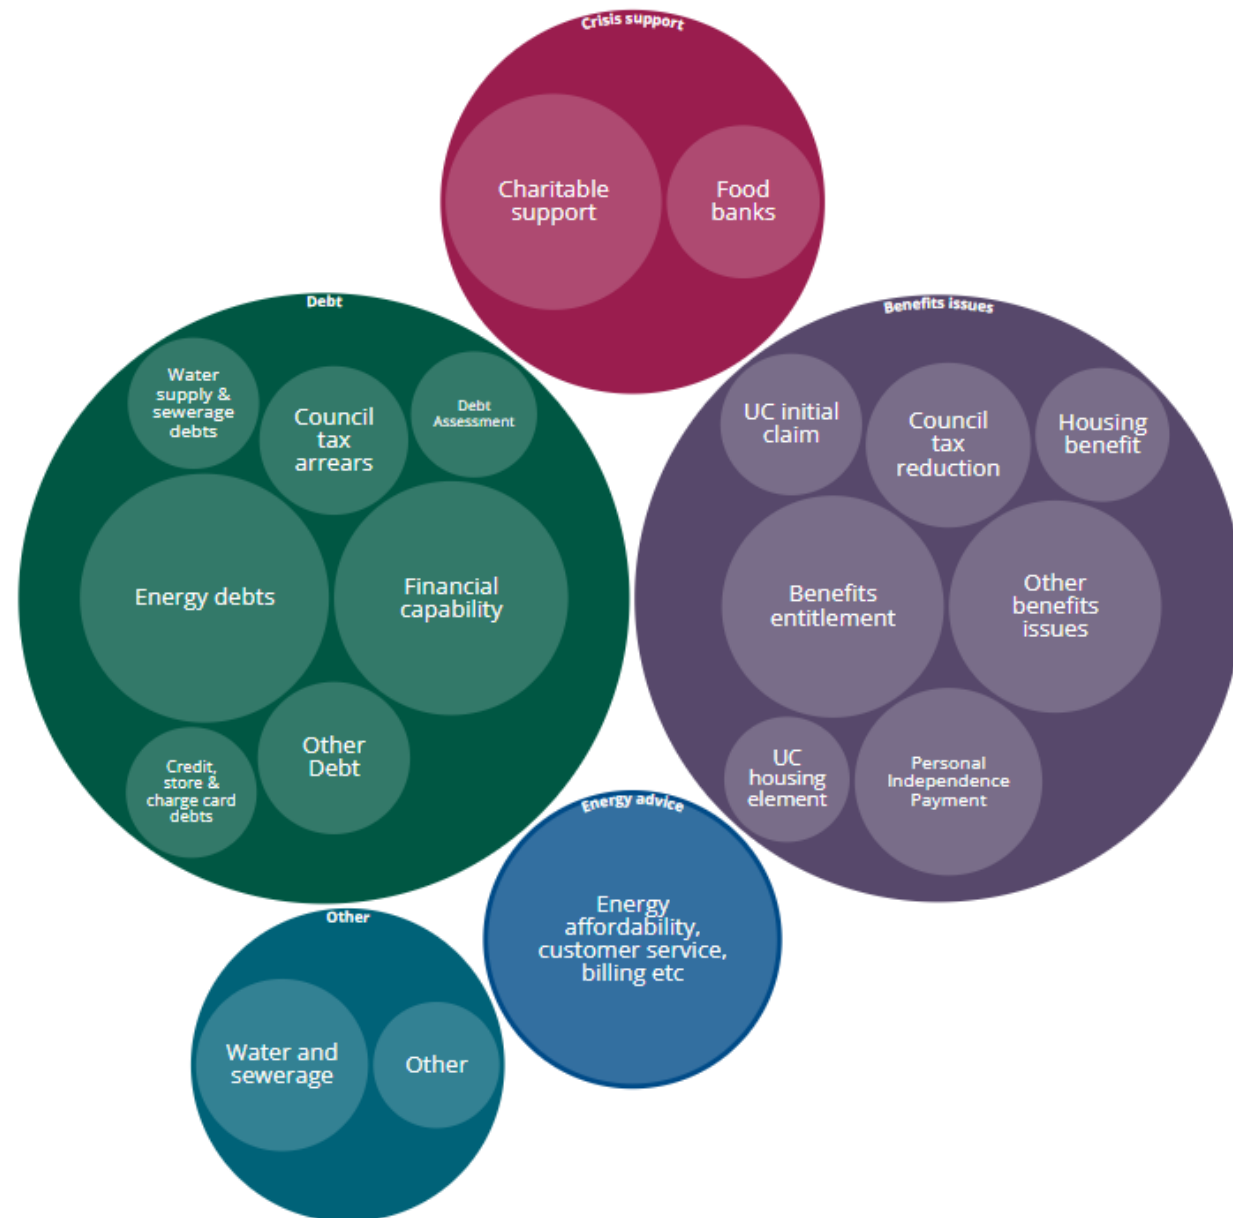 Crisis support
Charitable
support
Food
banks
Debt
Water
supply &
sewerage
debts
Council
tax
arrears
Debt
Assessment
Energy debts
Financial
capability
Credit,
store &
charge card
debts
Other
Debt
Benefits issues
UC initial
claim
Council
tax
reduction
Housing
benefit
Benefits
entitlement
Other
benefits
issues
UC
housing
element
Personal
Independence
Payment
Energy advice
Energy
affordability,
customer service,
billing etc
Other
Water and
sewerage
Other